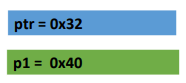 ptr = 0x32
p1 = 0x40